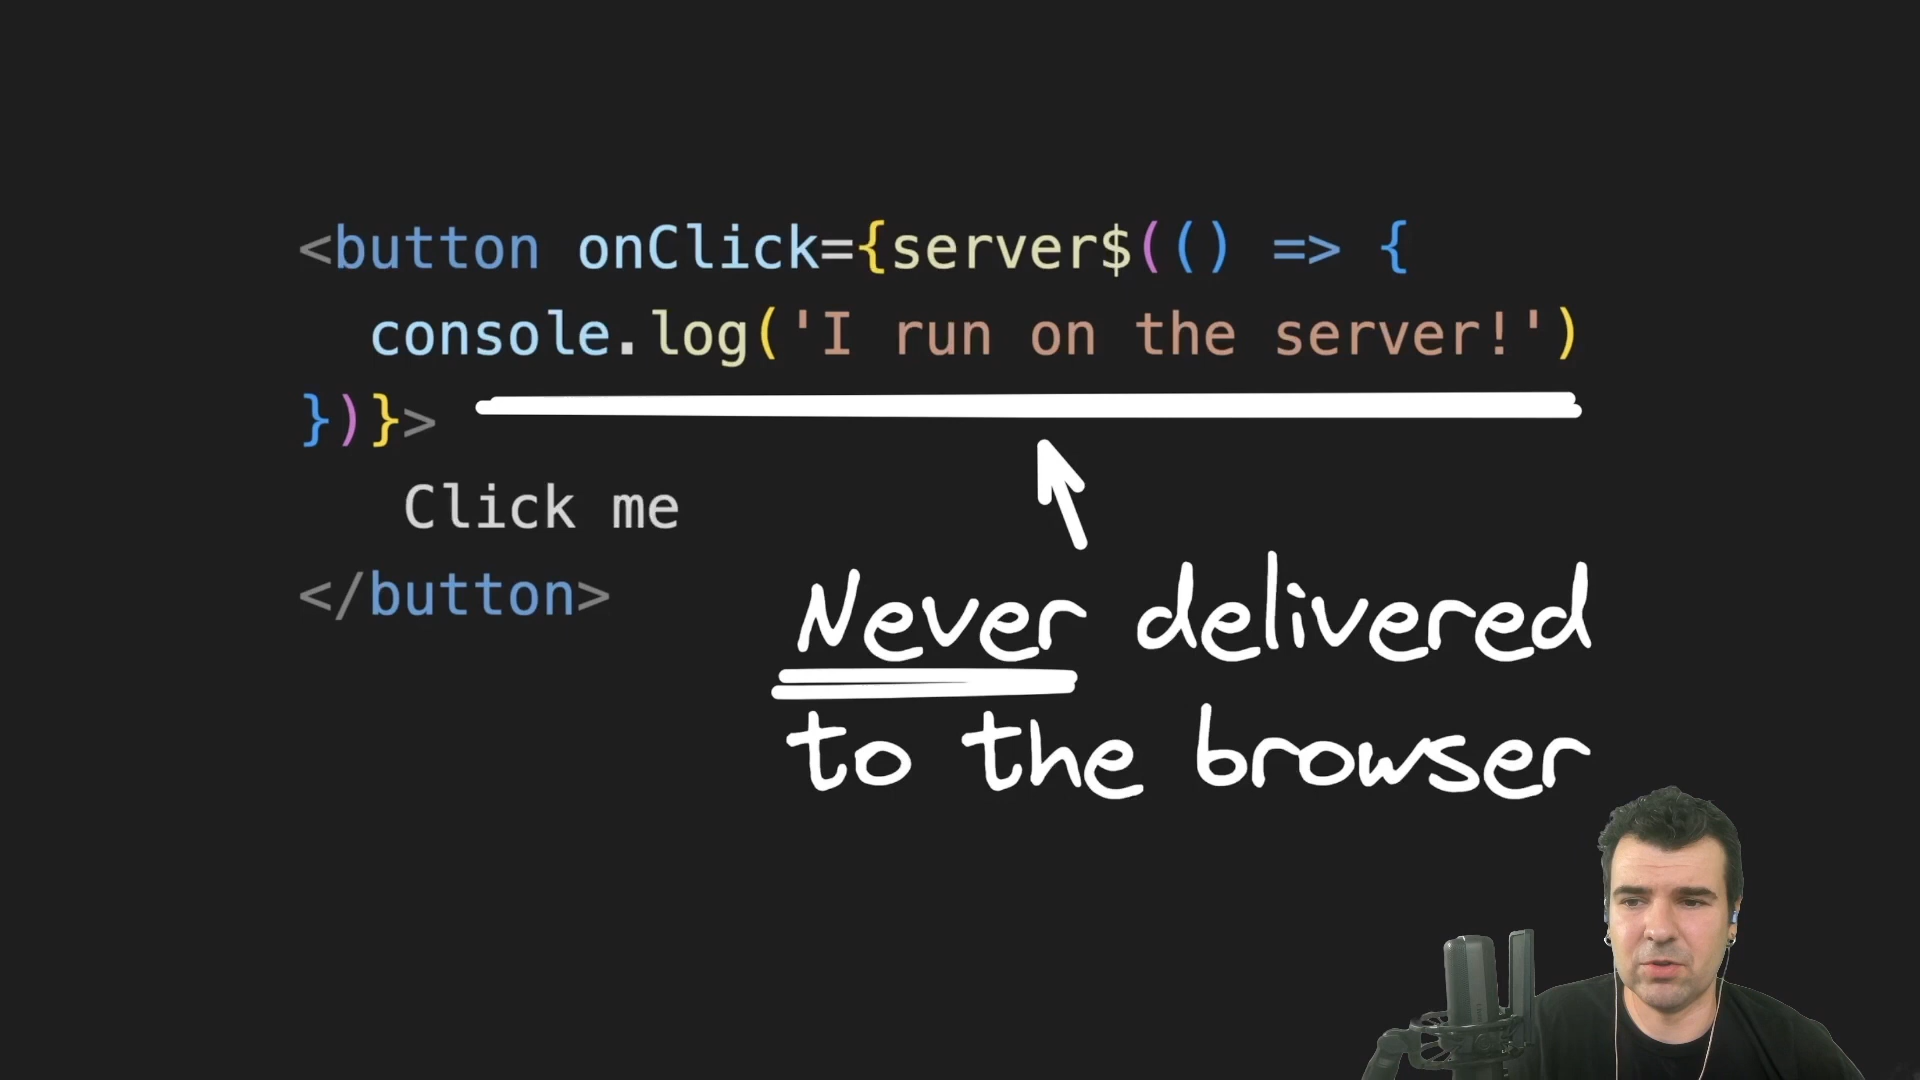 <button onClick={server$(() => {
console.log('I run on the server!')
})}>
Click me
</button>
Never delivered
to the browser